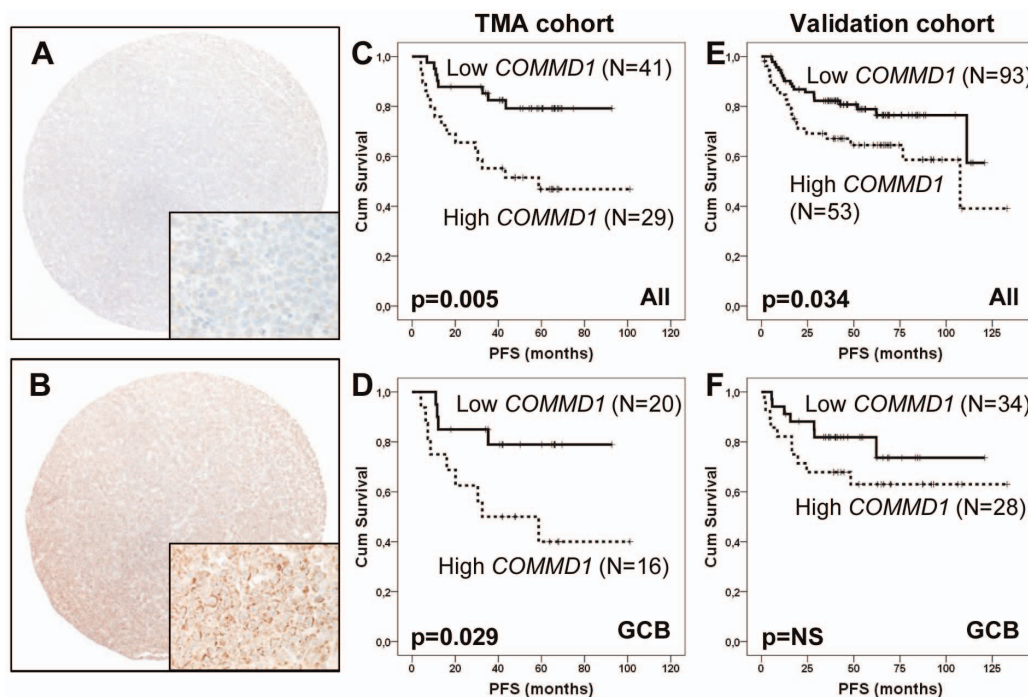 TMA cohort
Validation cohort
A
B
C
1,0
0,8
0,6
0,4
0,2
0,0
Cum Survival
Low COMMD1 (N=41)
High COMMD1 (N=29)
p=0.005
All
0 20 40 60 80 100 120
PFS (months)
E
1,0
0,8
0,6
0,4
0,2
0,0
Cum Survival
Low COMMD1 (N=93)
High COMMD1
(N=53)
p=0.034
All
0 25 50 75 100 125
PFS (months)
D
1,0
0,8
0,6
0,4
0,2
0,0
Cum Survival
Low COMMD1 (N=20)
High COMMD1 (N=16)
p=0.029
GCB
0 20 40 60 80 100 120
PFS (months)
F
1,0
0,8
0,6
0,4
0,2
0,0
Cum Survival
Low COMMD1 (N=34)
High COMMD1 (N=28)
p=NS
GCB
0 25 50 75 100 125
PFS (months)